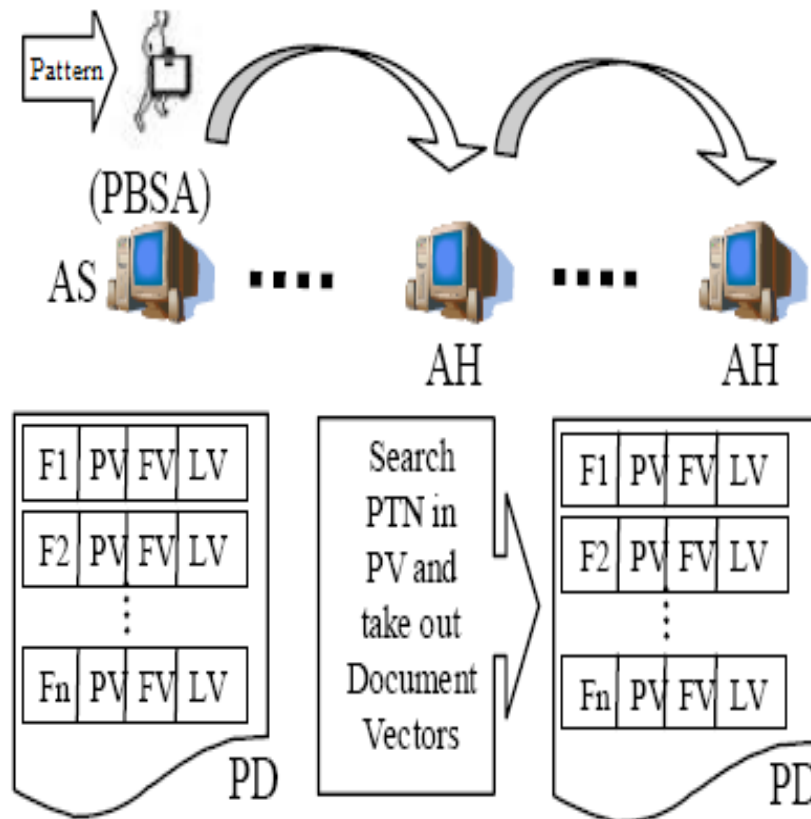 Pattern
(PBSA)
AS
AH
AH
F1 PV FV LV
F2 PV FV LV
Fn PV FV LV
PD
Search
PTN in
PV and
take out
Document
Vectors
F1 PV FV LV
F2 PV FV LV
Fn PV FV LV
PD